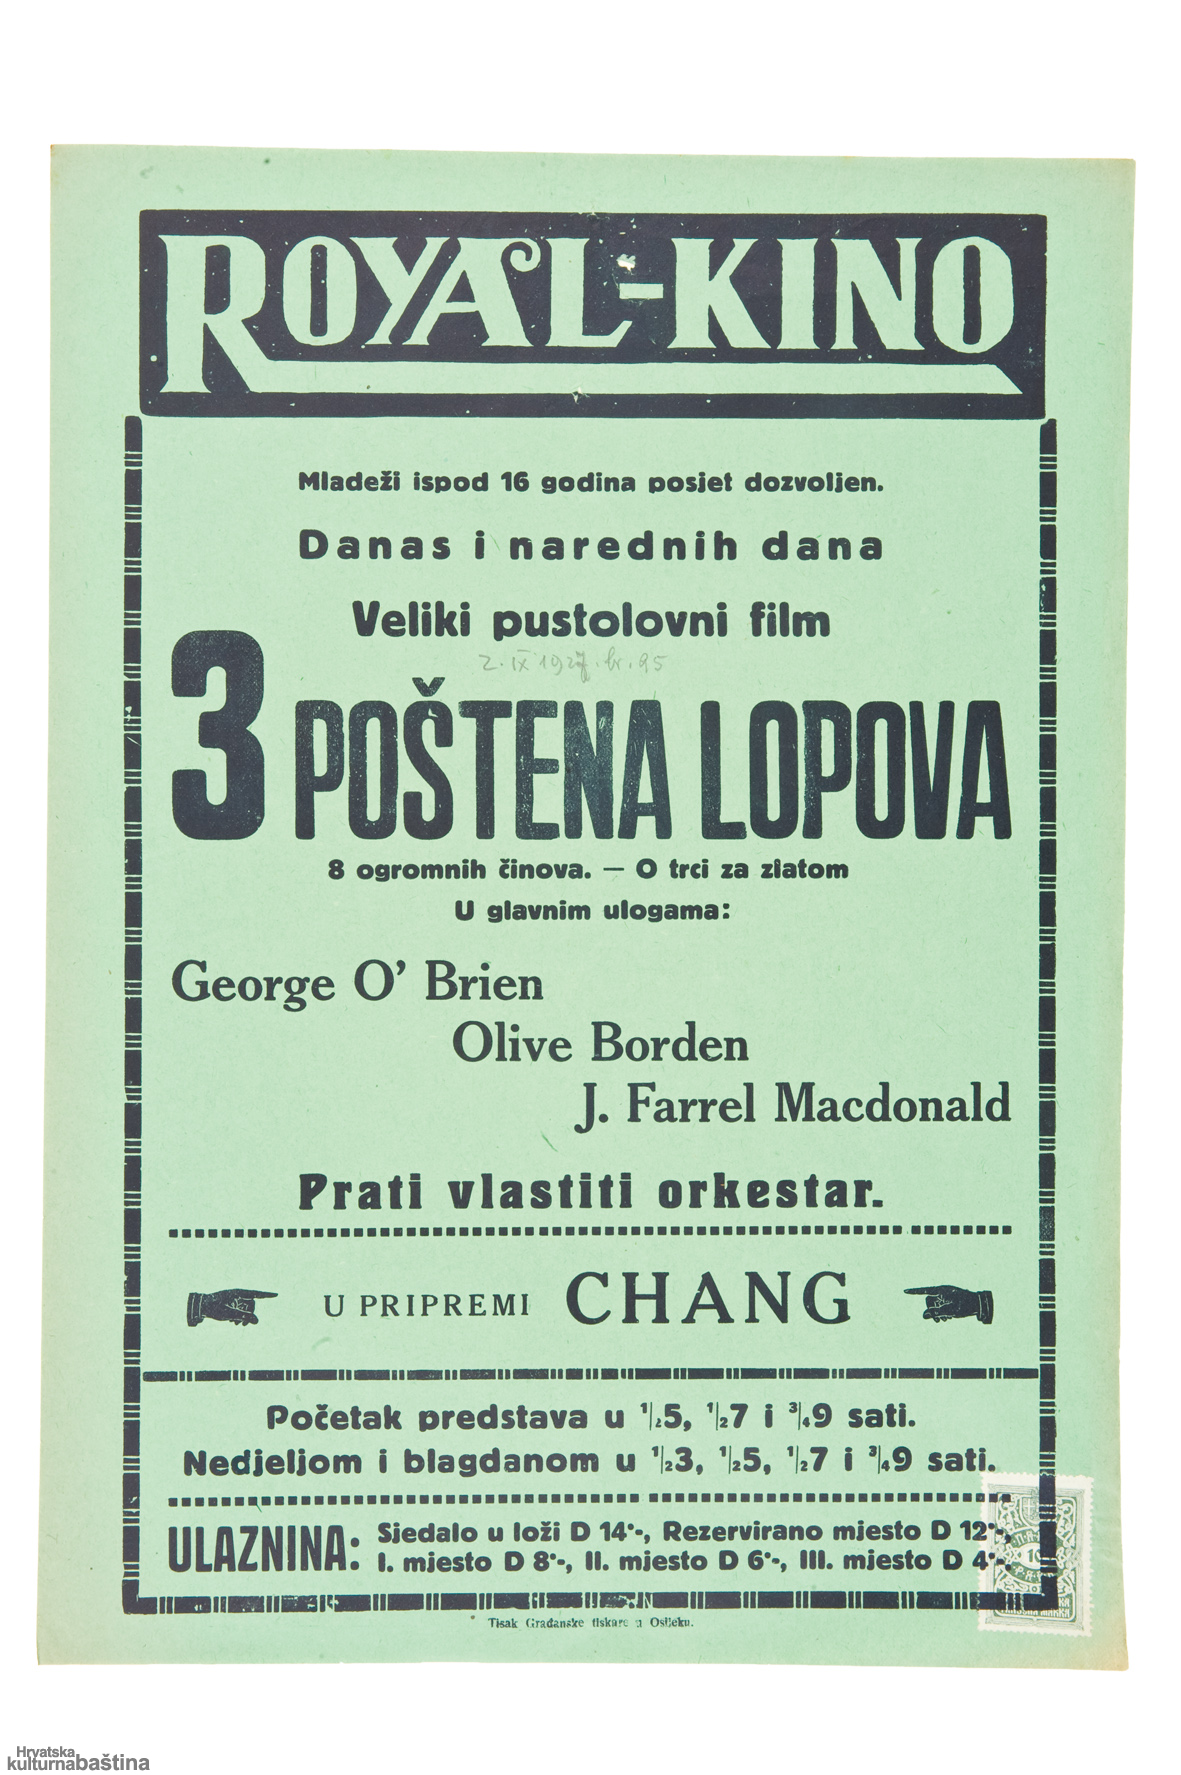 ROYAL-KINO
Mladeži ispod 16 godina posjet dozvoljen.
Danas i narednih dana
Veliki pustolovni film
2. IX 1927. br. 95
3 POŠTENA LOPOVA
8 ogromnih činova. — O trci za zlatom
U glavnim ulogama:
George O' Brien
Olive Borden
J. Farrel Macdonald
Prati vlastiti orkestar.
U PRIPREMI CHANG
Početak predstava u 1/25, 1/27 i 3/49 sati.
Nedjeljom i blagdanom u 1/23, 1/25, 1/27 i 3/49 sati.
ULAZNINA: Sjedalo u loži D 14·-, Rezervirano mjesto D 12·-,
I. mjesto D 8·-, II. mjesto D 6·-, III. mjesto D 4·-,
Tisak Građanske tiskare u Osijeku.
Hrvatska
kulturnabaština